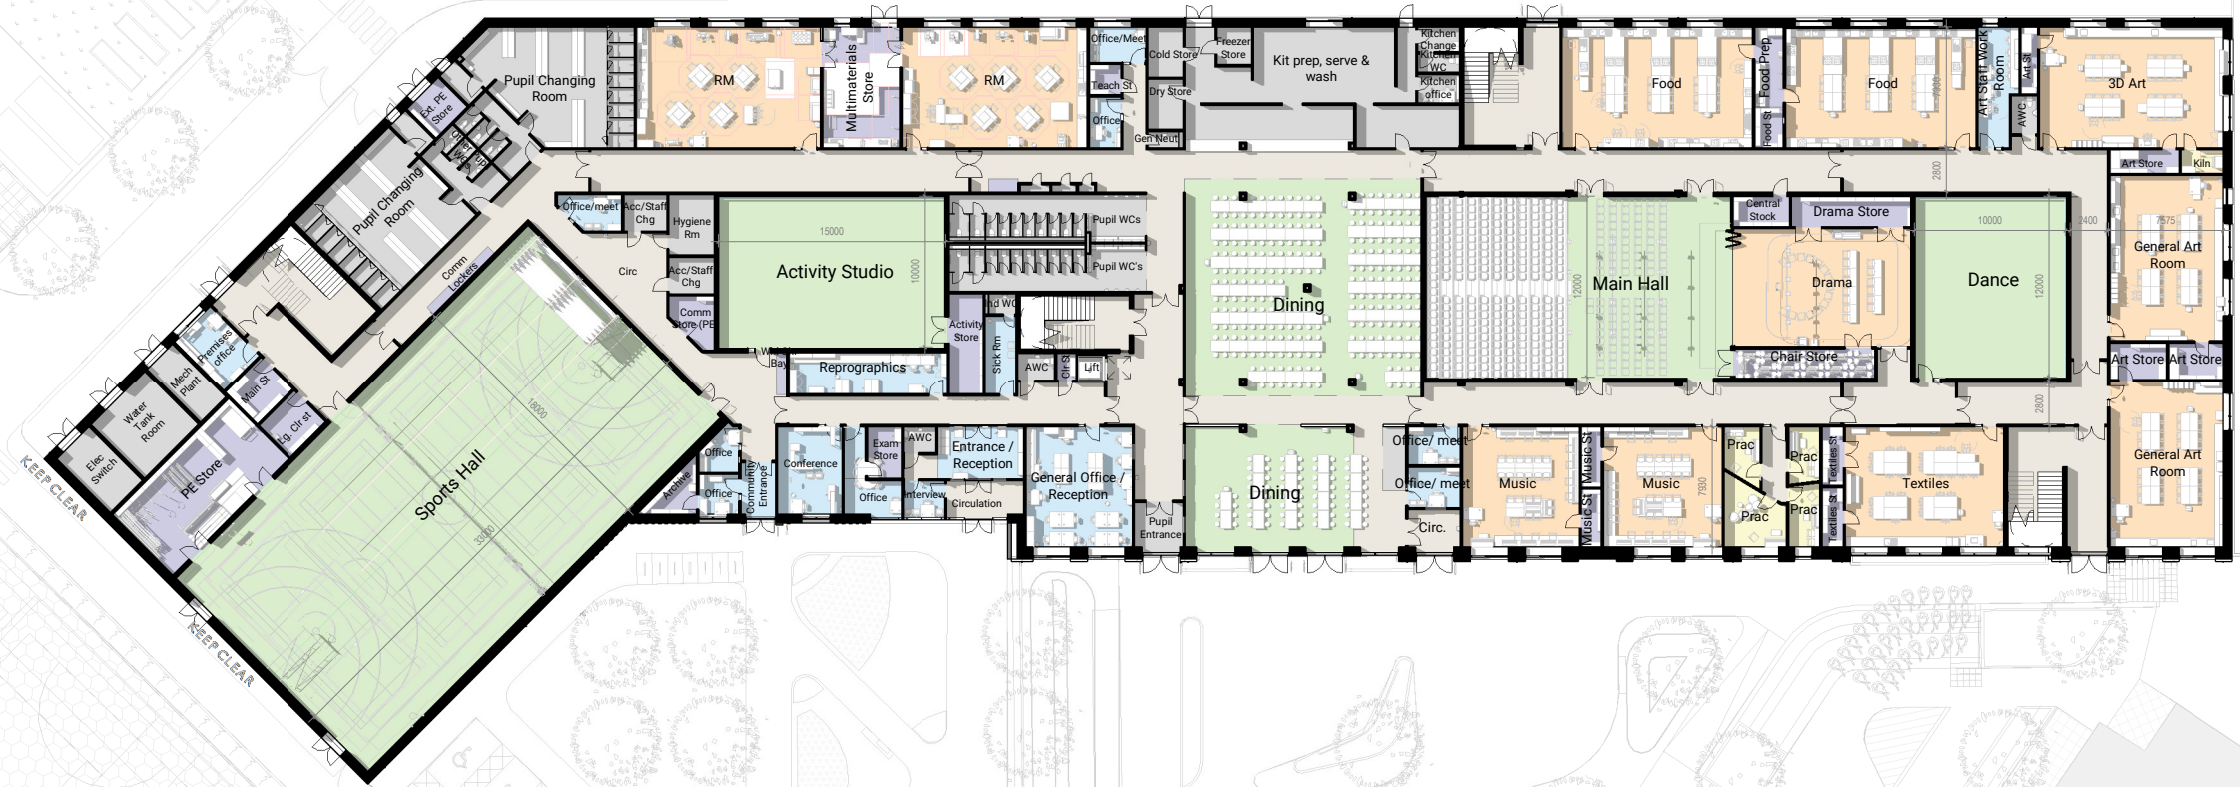 Pupil Changing
Room
RM
Multimaterials
Store
RM
Office/Meet
Teach St
Office
Cold Store
Freezer
Store
Dry Store
Gen Neut
Kit prep, serve &
wash
Kitchen
Change
Kitchen
WC
Kitchen
office
Food
Food Prep
Food St
Food
7930
Art Staff Work
Room
Art St
AWC
3D Art
Ext. PE
Store
Pupil Changing
Room
Office/meet
Acc/Staff
Chg
Hygiene
Rm
Circ
Acc/Staff
Chg
Comm
Store (PE
Comm
Lockers
15000
Activity Studio
10000
Pupil WCs
Pupil WC's
Activity
Store
Sick Rm
Reprographics
Bay
AWC
Clr St
Lift
Dining
12000
Main Hall
Central
Stock
Drama Store
Drama
Chair Store
10000
Dance
12000
2800
2400
2800
Art Store
Kiln
7575
General Art
Room
Art Store
Art Store
General Art
Room
Premises
office
Mech
Plant
Main St
Water
Tank
Room
Lg. Clr st
Elec
Switch
PE Store
18000
Sports Hall
KEEP CLEAR
KEEP CLEAR
Archive
Office
Office
Community
Entrance
Conference
Exam
Store
Office
AWC
Interview
Entrance /
Reception
Circulation
General Office /
Reception
Pupil
Entrance
Dining
Office/ meet
Office/ meet
Circ.
Music
Music St
Music St
Music
7930
Prac
Prac
Prac
Prac
Textiles St
Textiles St
Textiles